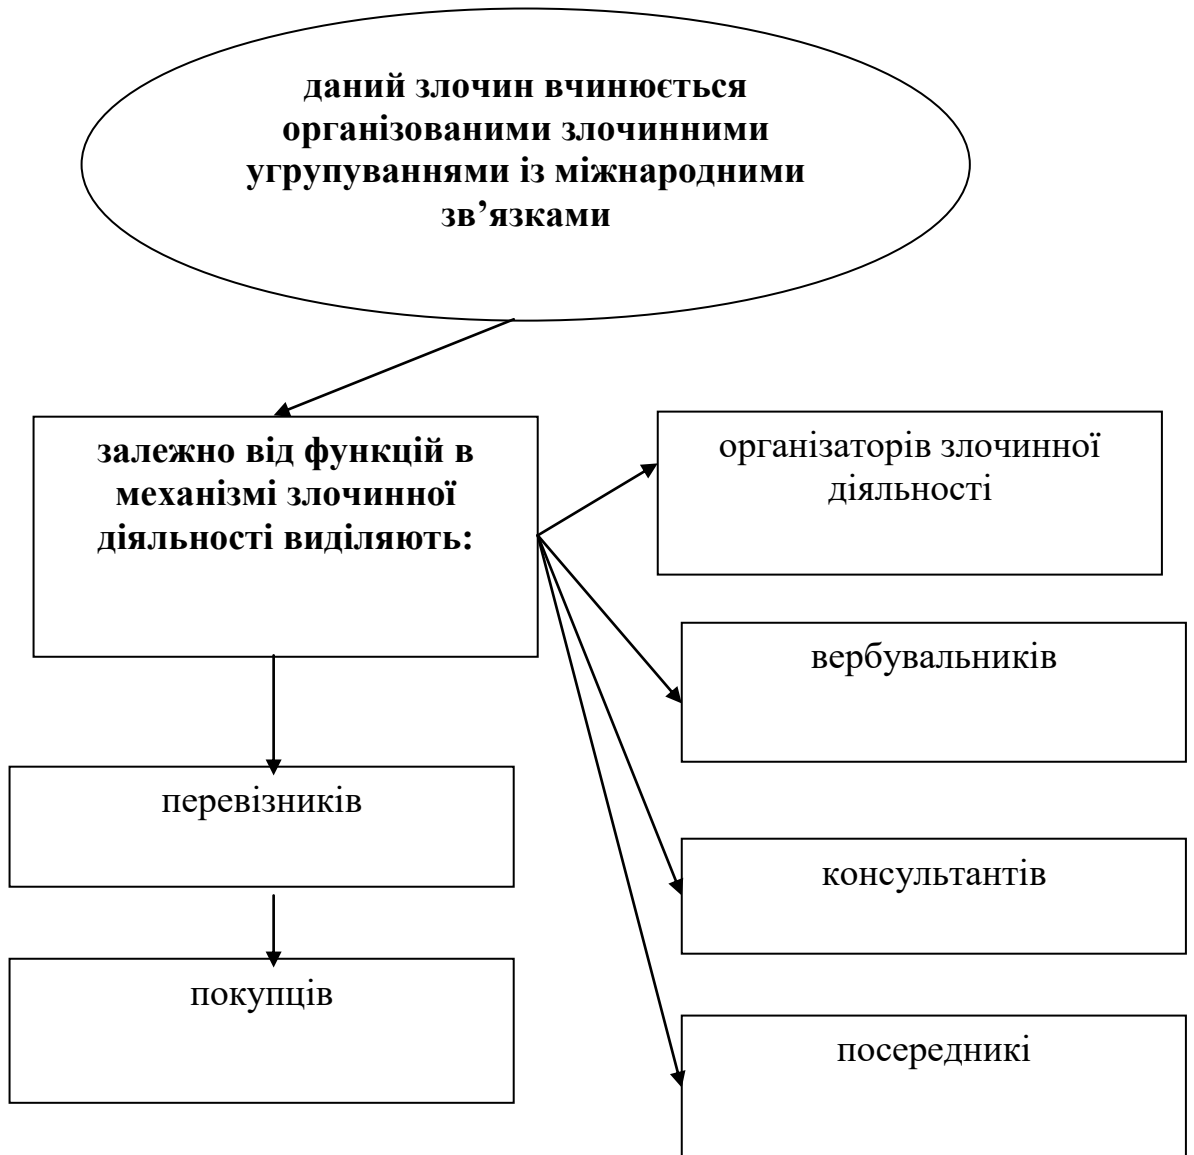 даний злочин вчинюється
організованими злочинними
угрупуваннями із міжнародними
зв’язками
залежно від функцій в
механізмі злочинної
діяльності виділяють:
організаторів злочинної
діяльності
вербувальників
перевізників
консультантів
покупців
посередникі